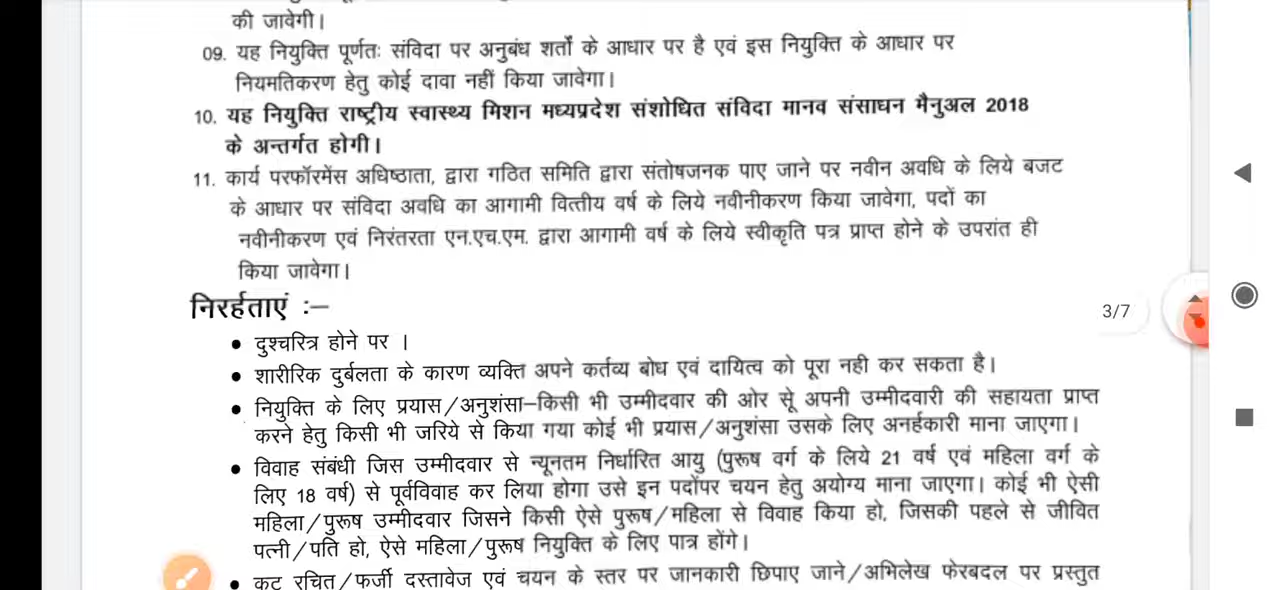 की जावेगी।
09. यह नियुक्ति पूर्णतः संविदा पर अनुबंध शर्तों के आधार पर है एवं इस नियुक्ति के आधार पर
नियमतिकरण हेतु कोई दावा नहीं किया जावेगा।
10. यह नियुक्ति राष्ट्रीय स्वास्थ्य मिशन मध्यप्रदेश संशोधित संविदा मानव संसाधन मैनुअल 2018
के अन्तर्गत होगी।
11. कार्य परफॉरमेंस अधिष्ठाता, द्वारा गठित समिति द्वारा संतोषजनक पाए जाने पर नवीन अवधि के लिये बजट
के आधार पर संविदा अवधि का आगामी वित्तीय वर्ष के लिये नवीनीकरण किया जावेगा, पदों का
नवीनीकरण एवं निरंतरता एन.एच.एम. द्वारा आगामी वर्ष के लिये स्वीकृति पत्र प्राप्त होने के उपरांत ही
किया जावेगा।
निरर्हताएं :–
3/7
• दुश्चरित्र होने पर ।
• शारीरिक दुर्बलता के कारण व्यक्ति अपने कर्तव्य बोध एवं दायित्व को पूरा नही कर सकता है।
• नियुक्ति के लिए प्रयास/अनुशंसा–किसी भी उम्मीदवार की ओर सू अपनी उम्मीदवारी की सहायता प्राप्त
करने हेतु किसी भी जरिये से किया गया कोई भी प्रयास/अनुशंसा उसके लिए अनर्हकारी माना जाएगा।
• विवाह संबंधी जिस उम्मीदवार से न्यूनतम निर्धारित आयु (पुरूष वर्ग के लिये 21 वर्ष एवं महिला वर्ग के
लिए 18 वर्ष) से पूर्वविवाह कर लिया होगा उसे इन पदोंपर चयन हेतु अयोग्य माना जाएगा। कोई भी ऐसी
महिला/पुरूष उम्मीदवार जिसने किसी ऐसे पुरूष/महिला से विवाह किया हो, जिसकी पहले से जीवित
पत्नी/पति हो, ऐसे महिला/पुरूष नियुक्ति के लिए पात्र होंगे।
• कट रचित/फर्जी दस्तावेज एवं चयन के स्तर पर जानकारी छिपाए जाने/अभिलेख फेरबदल पर प्रस्तुत